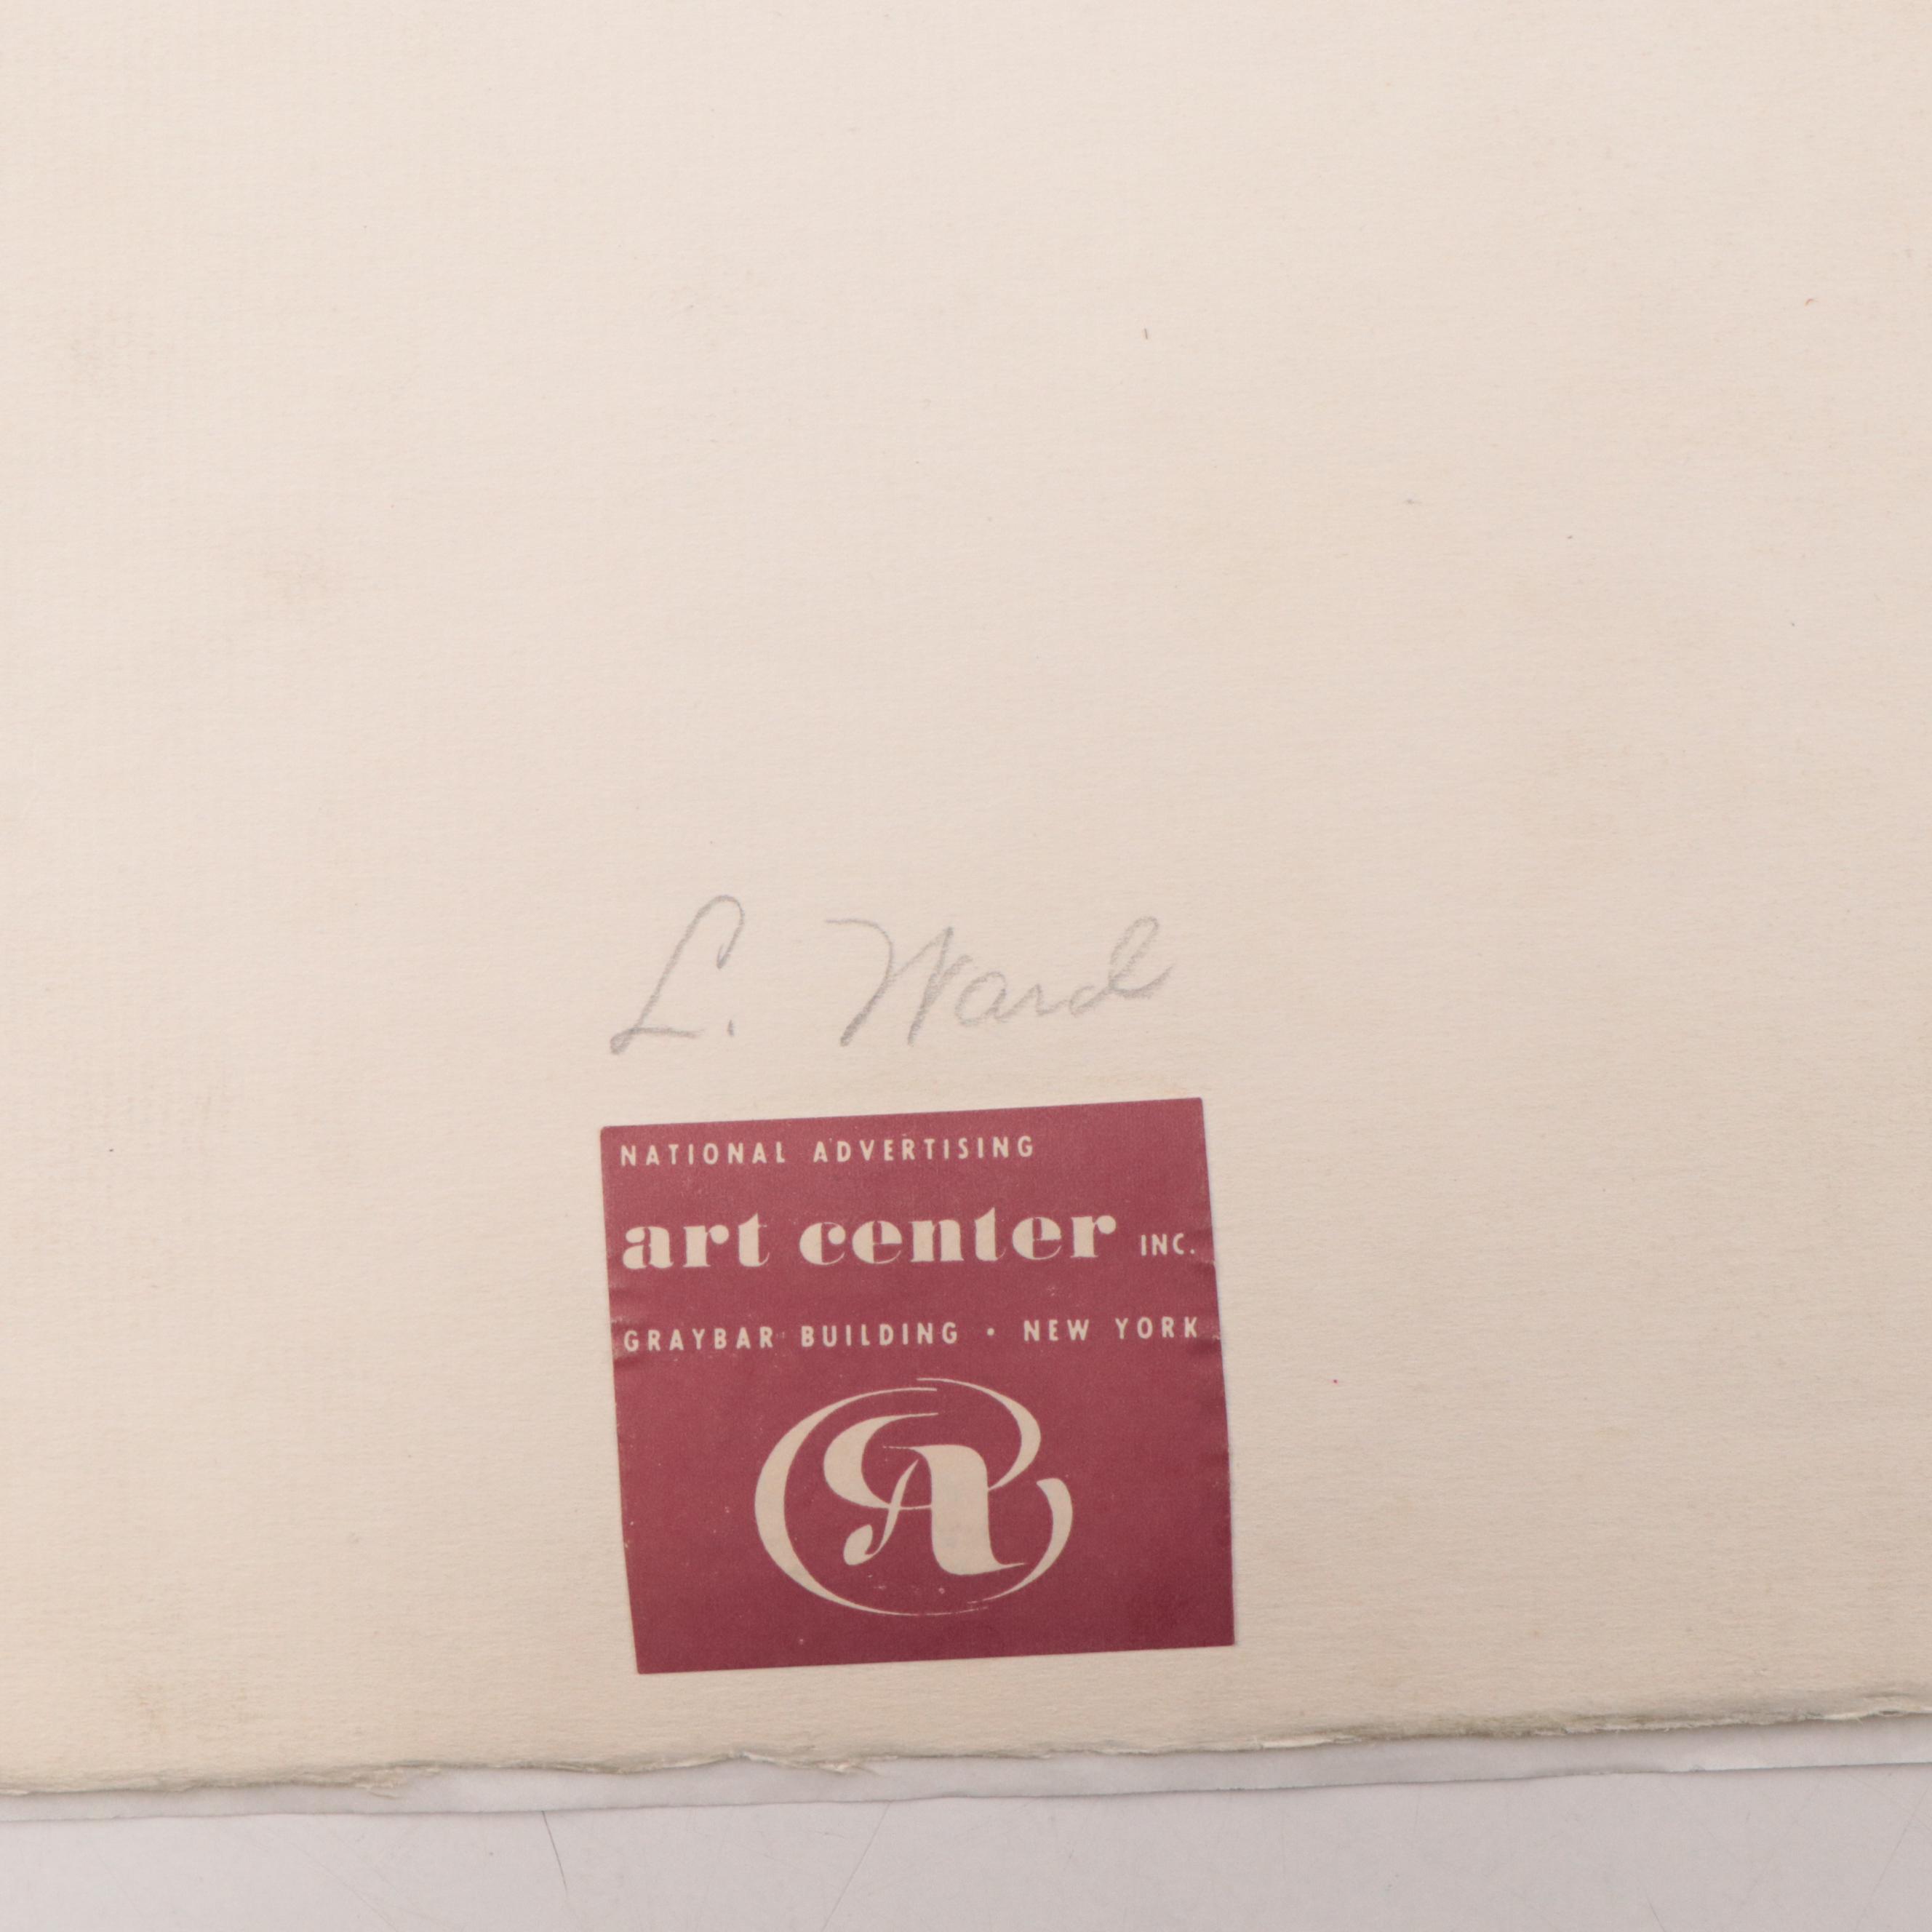 L. Ward
NATIONAL ADVERTISING
art center INC.
GRAYBAR BUILDING • NEW YORK